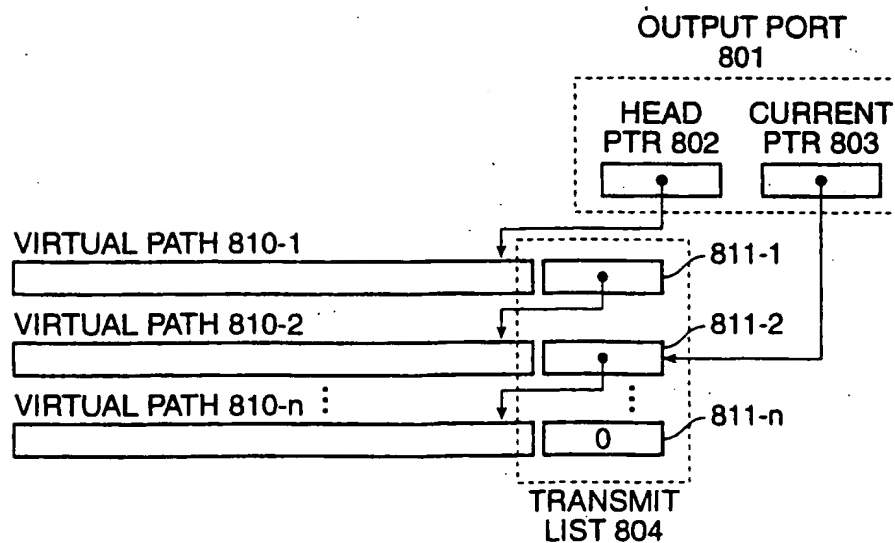 OUTPUT PORT
801
HEAD
PTR 802
CURRENT
PTR 803
VIRTUAL PATH 810-1
811-1
VIRTUAL PATH 810-2
811-2
VIRTUAL PATH 810-n
811-n
0
TRANSMIT
LIST 804